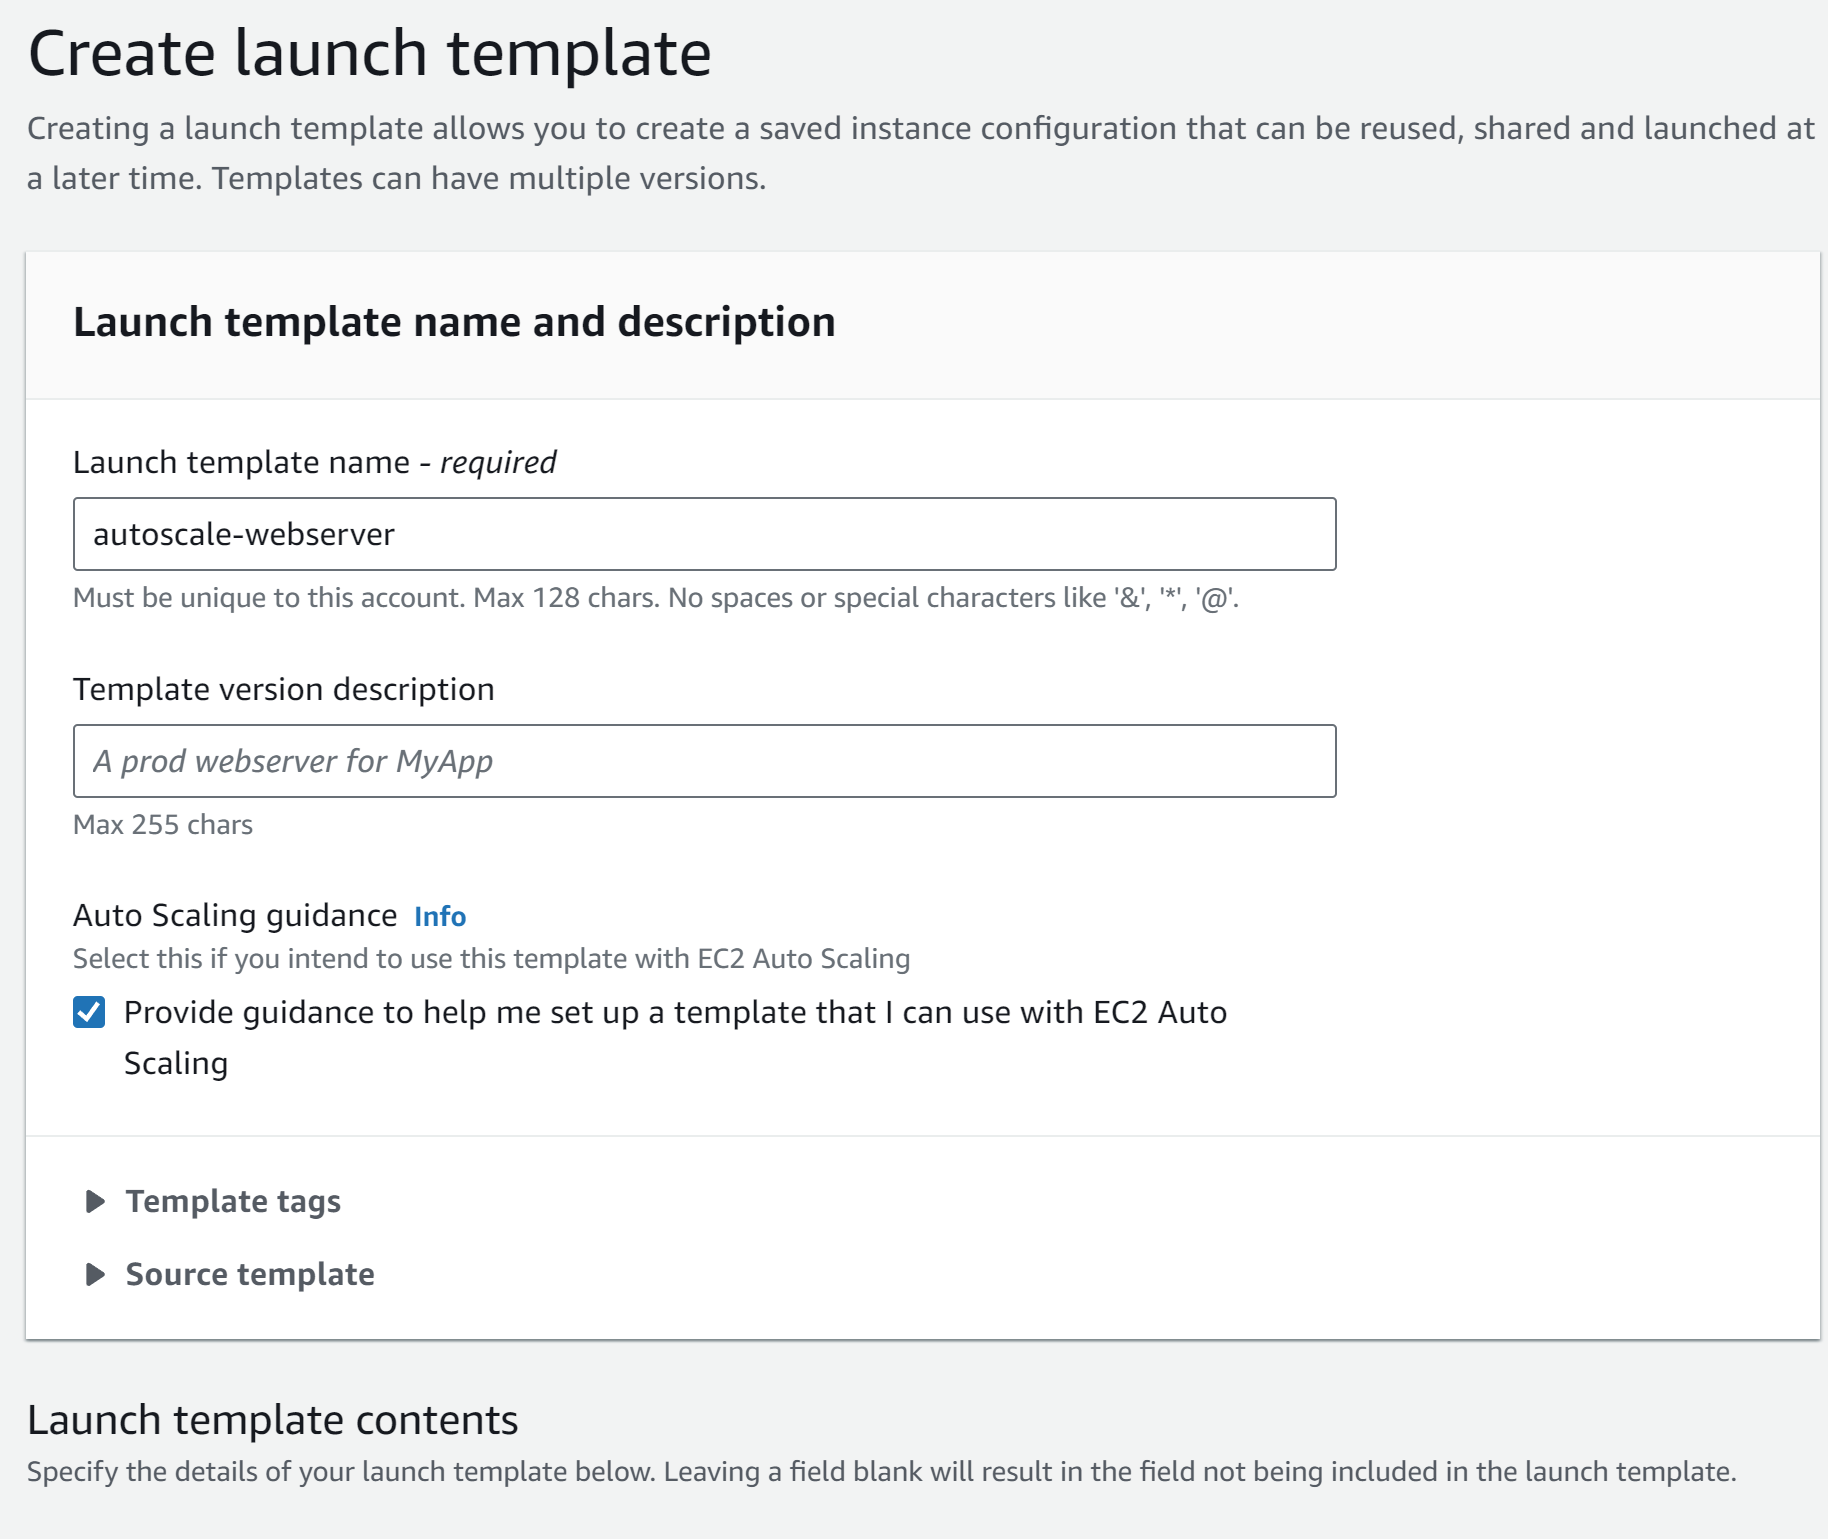 Create launch template
Creating a launch template allows you to create a saved instance configuration that can be reused, shared and launched at
a later time. Templates can have multiple versions.
Launch template name and description
Launch template name - required
autoscale-webserver
Must be unique to this account. Max 128 chars. No spaces or special characters like '&', '*', '@'.
Template version description
A prod webserver for MyApp
Max 255 chars
Auto Scaling guidance Info
Select this if you intend to use this template with EC2 Auto Scaling
Provide guidance to help me set up a template that I can use with EC2 Auto
Scaling
Template tags
Source template
Launch template contents
Specify the details of your launch template below. Leaving a field blank will result in the field not being included in the launch template.